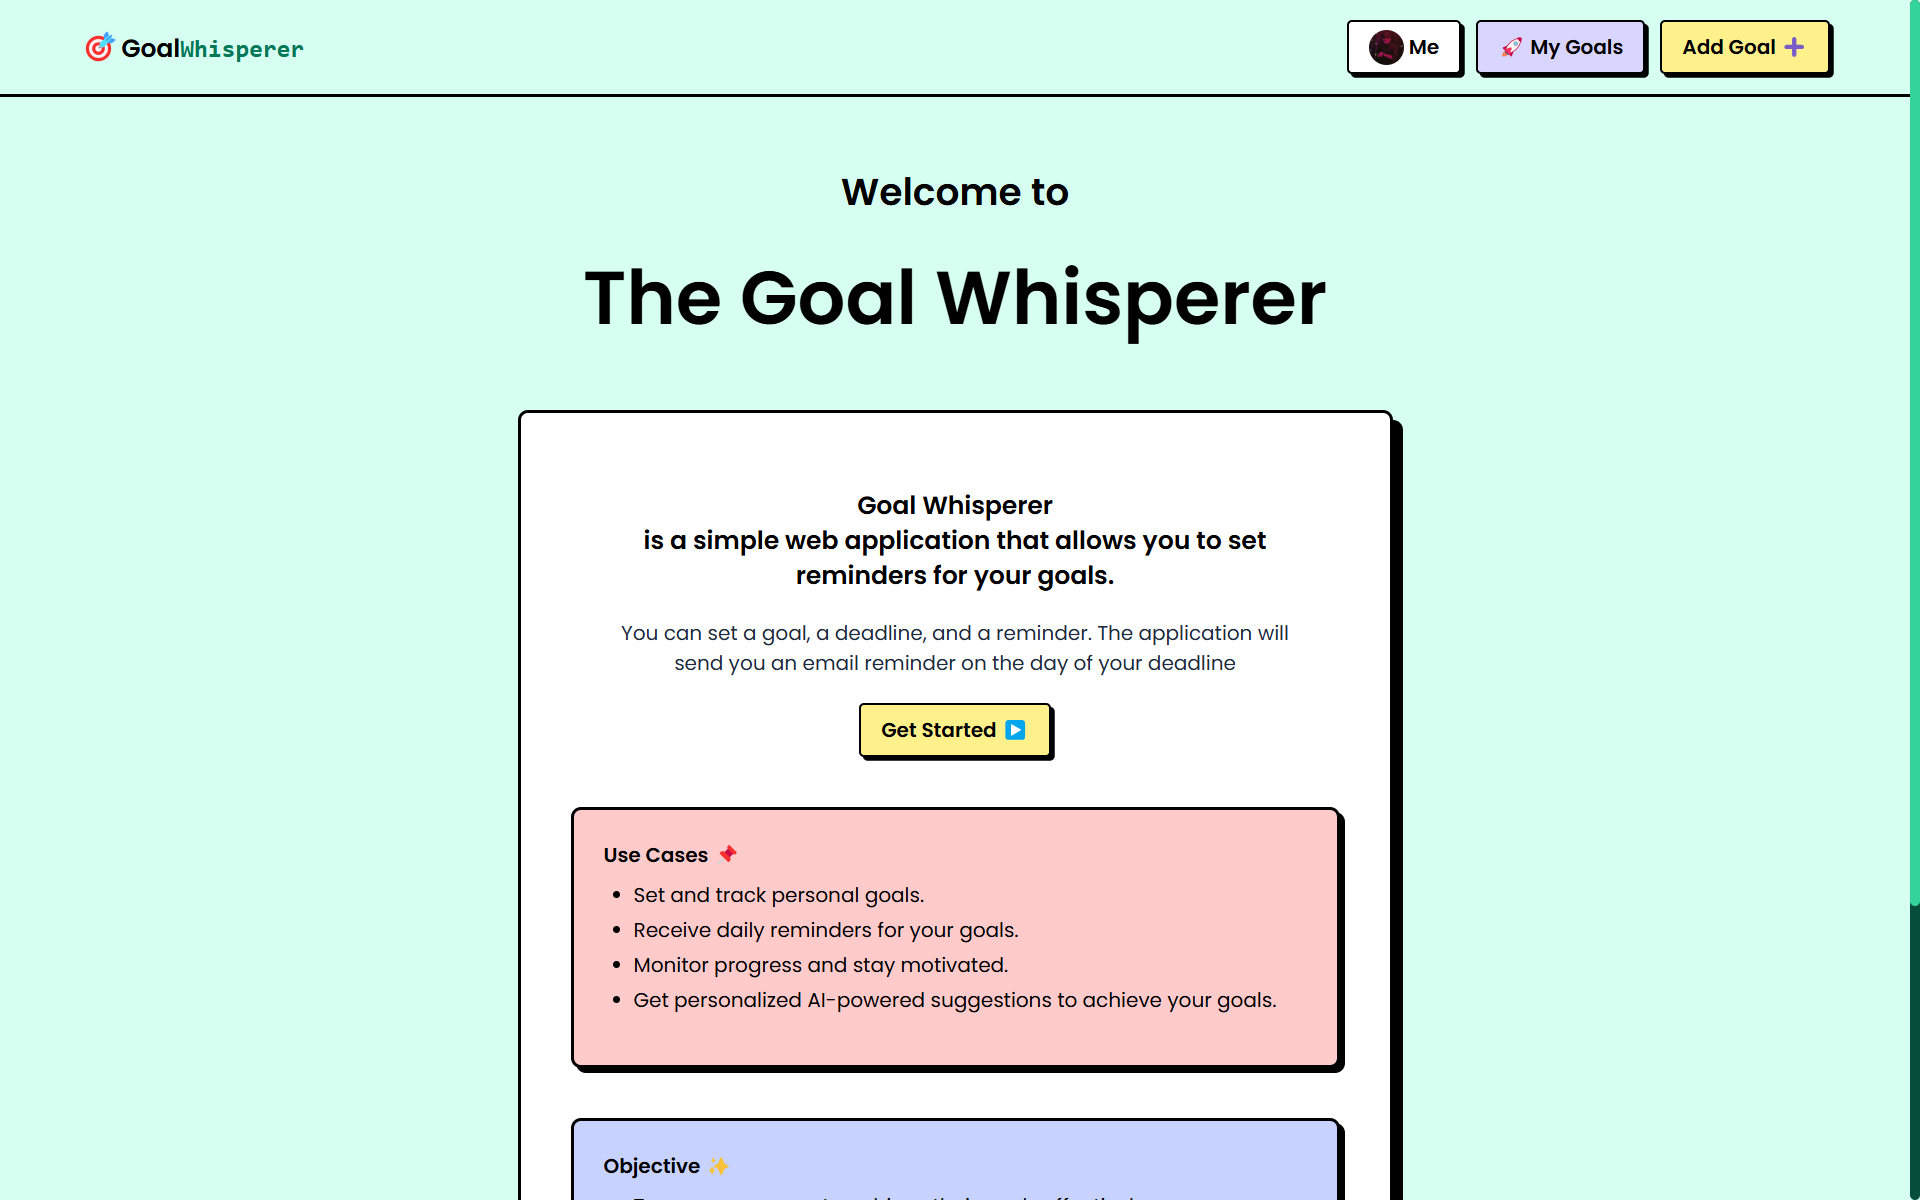 GoalWhisperer
Me
My Goals
Add Goal
Welcome to
The Goal Whisperer
Goal Whisperer
is a simple web application that allows you to set
reminders for your goals.
You can set a goal, a deadline, and a reminder. The application will
send you an email reminder on the day of your deadline
Get Started
Use Cases
Set and track personal goals.
Receive daily reminders for your goals.
Monitor progress and stay motivated.
Get personalized AI-powered suggestions to achieve your goals.
Objective